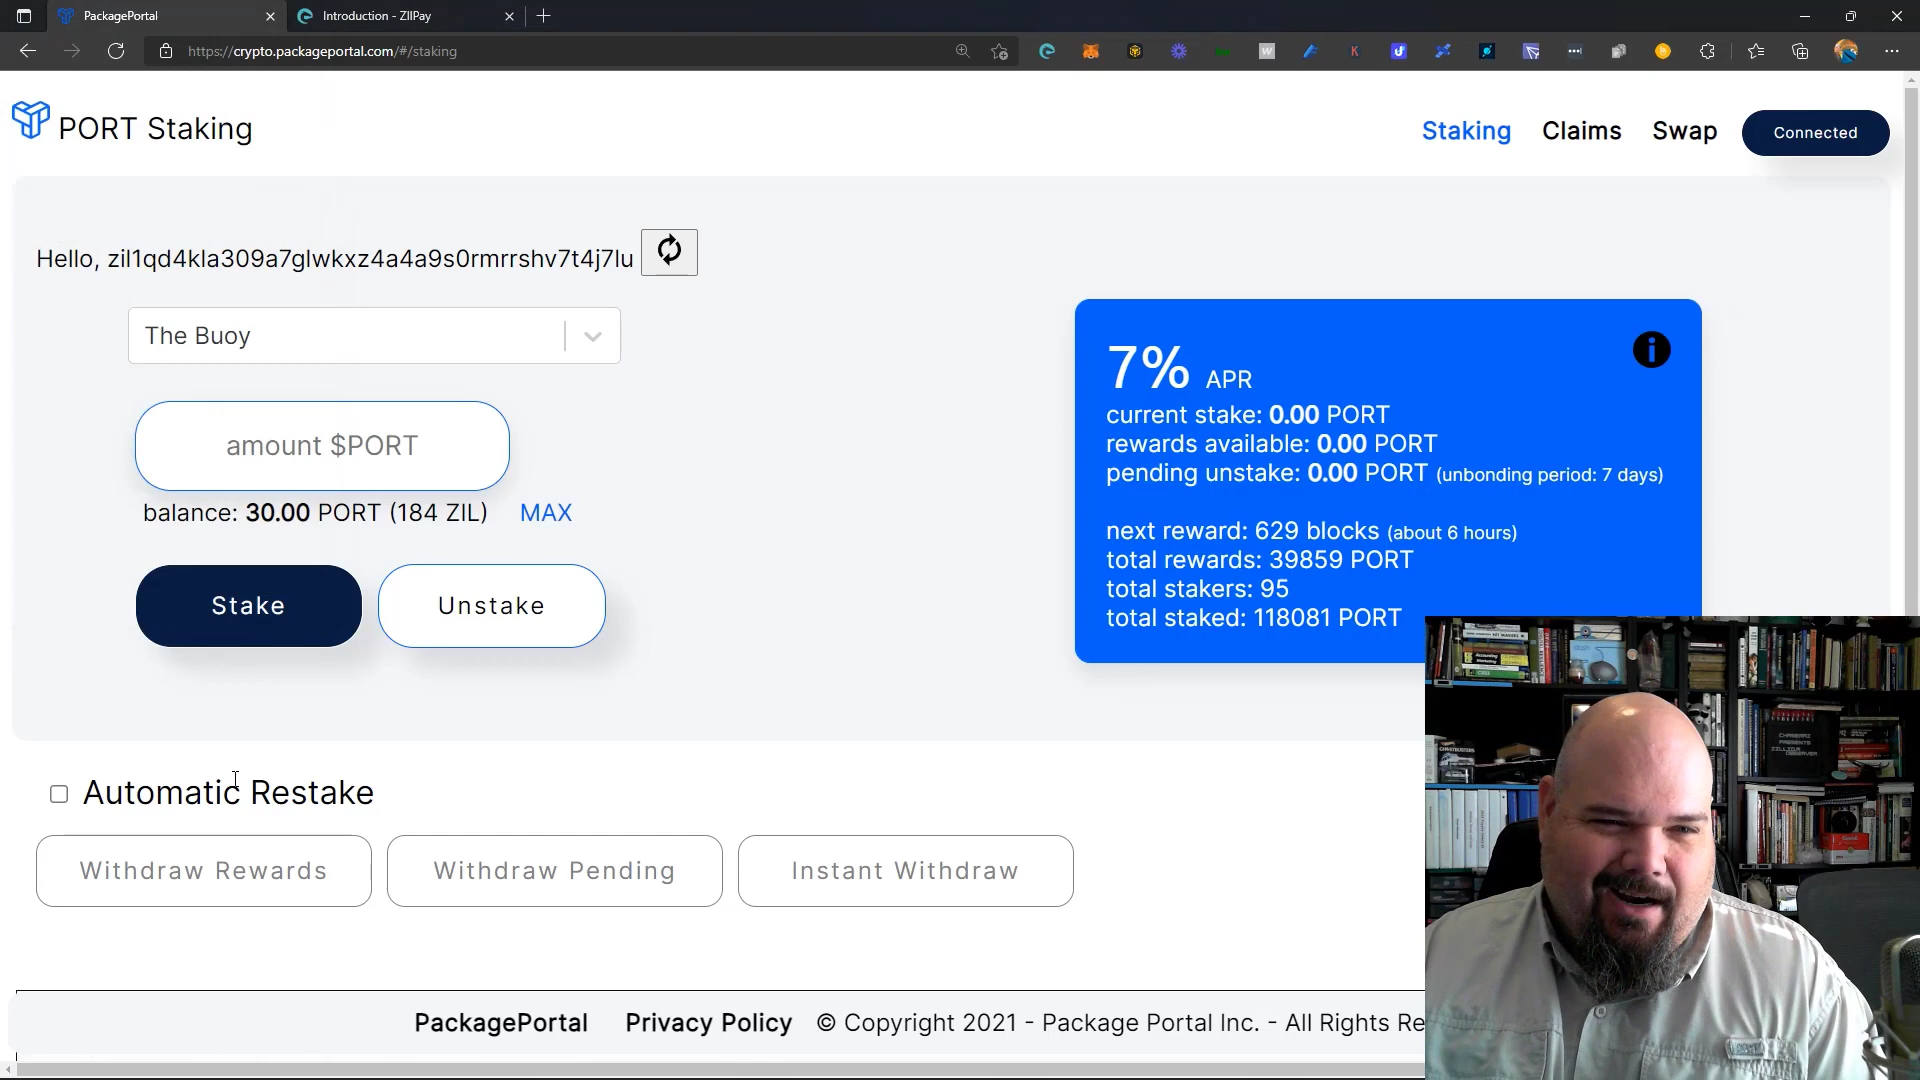 PackagePortal
Introduction - ZilPay
https://crypto.packageportal.com/#/staking
PORT Staking
Staking
Claims
Swap
Connected
Hello, zil1qd4kla309a7glwkxz4a4a9s0rmrrshv7t4j7lu
The Buoy
amount $PORT
balance: 30.00 PORT (184 ZIL)
MAX
Stake
Unstake
7% APR
current stake: 0.00 PORT
rewards available: 0.00 PORT
pending unstake: 0.00 PORT (unbonding period: 7 days)
next reward: 629 blocks (about 6 hours)
total rewards: 39859 PORT
total stakers: 95
total staked: 118081 PORT
Automatic Restake
Withdraw Rewards
Withdraw Pending
Instant Withdraw
PackagePortal
Privacy Policy
© Copyright 2021 - Package Portal Inc. - All Rights Re